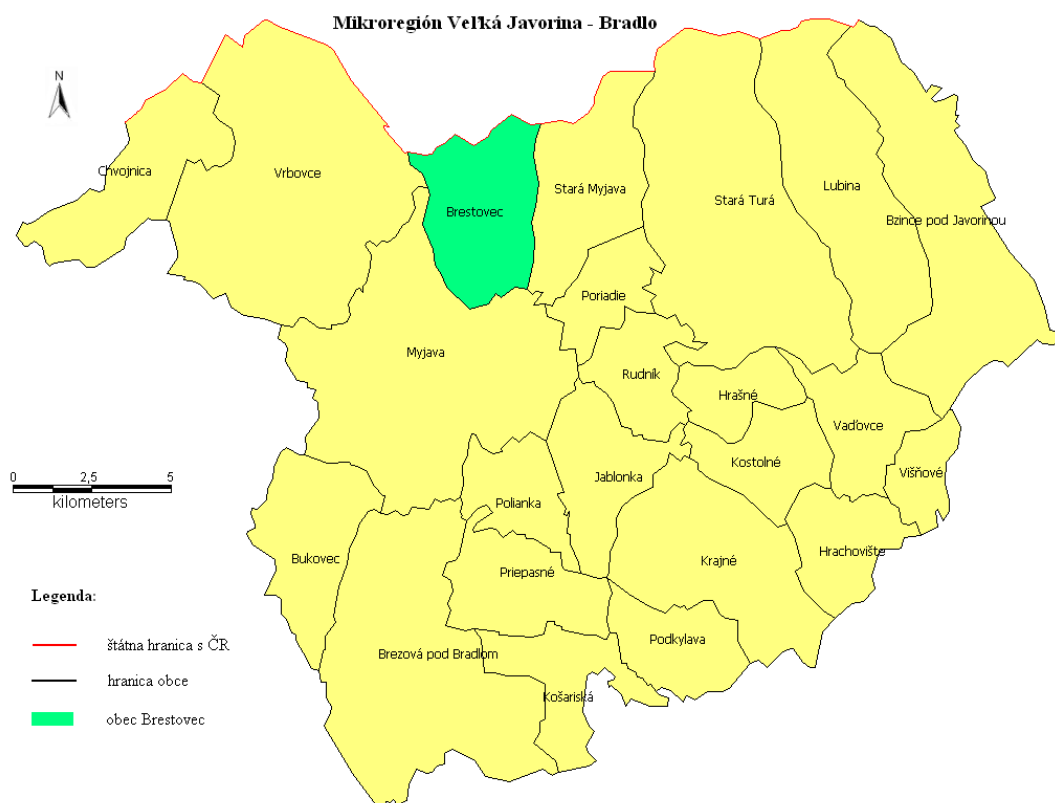 Mikroregión Veľká Javorina - Bradlo
N
Chvojnica
Vrbovce
Brestovec
Stará Myjava
Stará Turá
Lubina
Bzince pod Javorinou
Poriadie
Myjava
Rudník
Hrašné
Vaďovce
Kostolné
Višňové
Jablonka
Polianka
0 2,5 5
kilometers
Bukovec
Priepasné
Krajné
Hrachovište
Podkylava
Brezová pod Bradlom
Košariská
Legenda:
štátna hranica s ČR
hranica obce
obec Brestovec